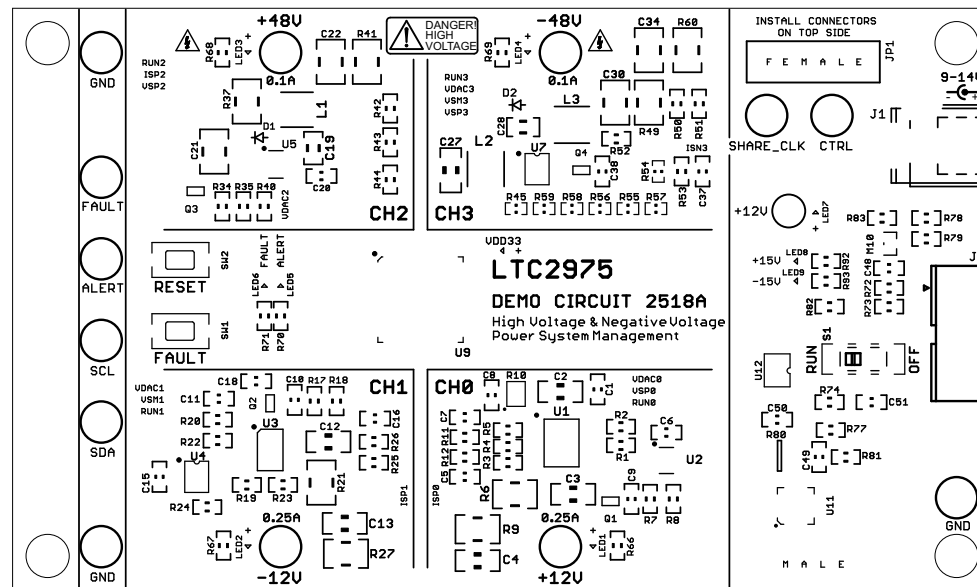 +48V
DANGER!
HIGH
VOLTAGE
-48V
INSTALL CONNECTORS
ON TOP SIDE
GND
RUN2
ISP2
VSP2
R68
LED3
C22
R41
0.1A
RUN3
VDAC3
VSM3
VSP3
R69
LED4
C34
R60
0.1A
FEMALE
JP1
9-14V
R37
L1
R42
D1
U5
C19
R43
C21
C20
R44
Q3
R34
R35
R40
VDAC2
CH2
D2
C28
C30
L3
R49
R50
R51
C27
L2
U7
Q4
R52
C38
R54
ISN3
R53
C37
R45
R59
R58
R56
R55
R57
CH3
J1
SHARE_CLK
CTRL
FAULT
ALERT
SCL
SDA
GND
RESET
SW2
FAULT
SW1
FAULT
ALERT
LED6
LED5
R71
R70
VDD33
LTC2975
DEMO CIRCUIT 2518A
High Voltage & Negative Voltage
Power System Management
U9
+12V
LED7
R83
R78
R79
M10
+15V
LED8
R92
-15V
LED9
R93
C48
R72
R73
R82
J
S1
RUN
OFF
U12
VDAC1
VSM1
RUN1
C18
C10
R17
R18
CH1
C11
Q2
R20
U3
C12
C16
R22
R26
R25
U4
C15
R19
R23
R21
R24
ISP1
C13
R67
LED2
0.25A
R27
-12V
CH0
C8
R10
C2
C1
VDAC0
VSP0
RUN0
C7
U1
R11
R5
R2
C6
R12
R4
R1
R3
C5
U2
ISP0
R6
C3
C9
Q1
R7
R8
R9
0.25A
C4
LED1
R66
+12V
R74
C51
C50
R77
R80
C49
R81
U11
GND
MALE